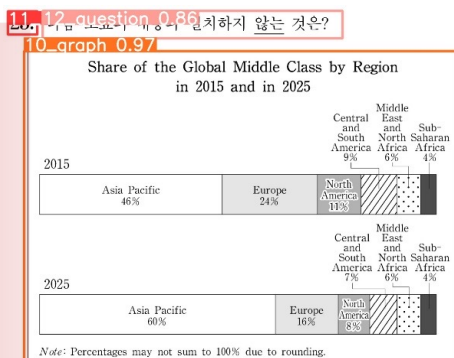 11_12_question 0.86
않는 것은?
10_graph 0.97
Share of the Global Middle Class by Region
in 2015 and in 2025
2015
Central and South America 9%
Middle East and North Africa 6%
Sub-Saharan Africa 4%
Asia Pacific 46%
Europe 24%
North America 11%
2025
Central and South America 7%
Middle East and North Africa 6%
Sub-Saharan Africa 4%
Asia Pacific 60%
Europe 16%
North America 8%
Note: Percentages may not sum to 100% due to rounding.